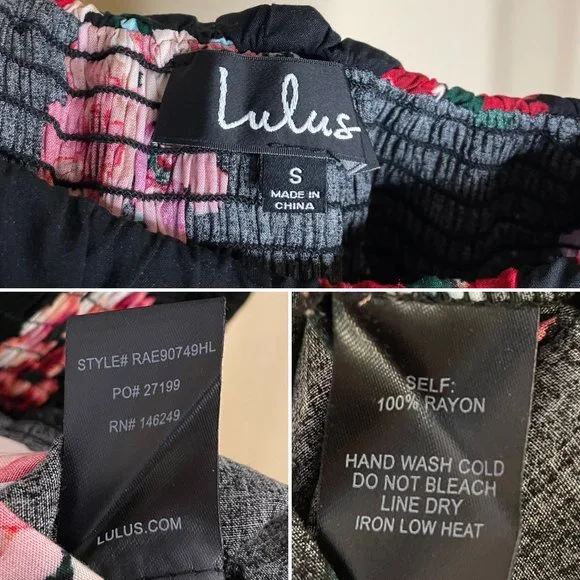 Lulus
S
MADE IN
CHINA
STYLE# RAE90749HL
PO# 27199
RN# 146249
LULUS.COM
SELF:
100% RAYON
HAND WASH COLD
DO NOT BLEACH
LINE DRY
IRON LOW HEAT